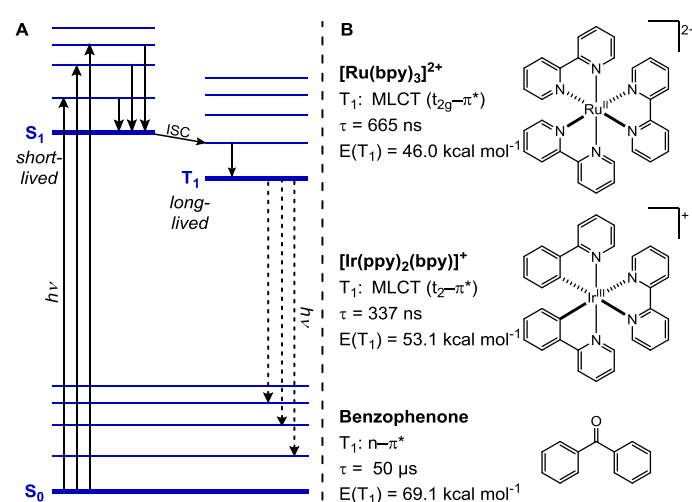 A
S₁
short-
lived
ISC
T₁
long-
lived
hν
hν
S₀
B
[Ru(bpy)₃]²⁺
T₁: MLCT (t₂g–π*)
τ = 665 ns
E(T₁) = 46.0 kcal mol⁻¹
N
N
N
N
N
N
Ruᴵᴵ
2+
[Ir(ppy)₂(bpy)]⁺
T₁: MLCT (t₂–π*)
τ = 337 ns
E(T₁) = 53.1 kcal mol⁻¹
N
N
N
N
Irᴵᴵᴵ
+
Benzophenone
T₁: n–π*
τ = 50 µs
E(T₁) = 69.1 kcal mol⁻¹
O